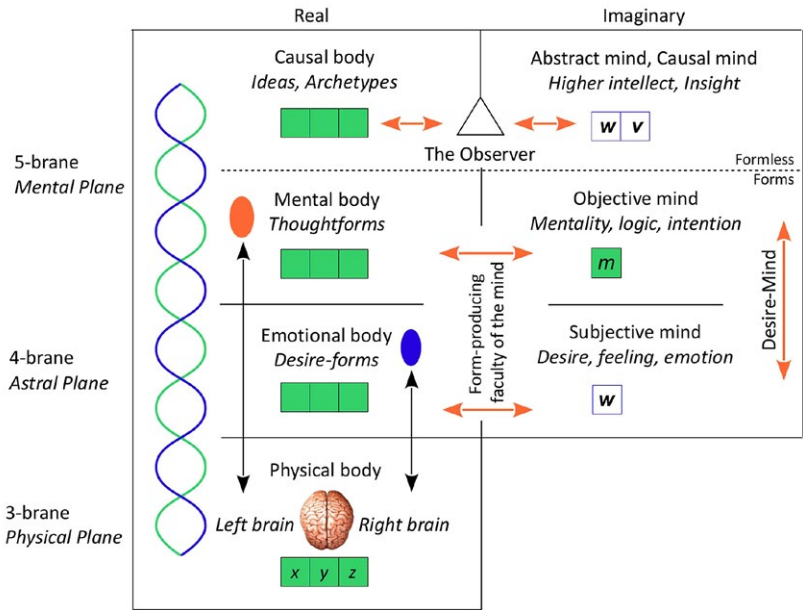 Real
Imaginary
Causal body
Ideas, Archetypes
Abstract mind, Causal mind
Higher intellect, Insight
w v
The Observer
Formless
Forms
5-brane
Mental Plane
Mental body
Thoughtforms
Objective mind
Mentality, logic, intention
m
Form-producing
faculty of the mind
Desire-Mind
4-brane
Astral Plane
Emotional body
Desire-forms
Subjective mind
Desire, feeling, emotion
w
3-brane
Physical Plane
Physical body
Left brain
Right brain
x y z